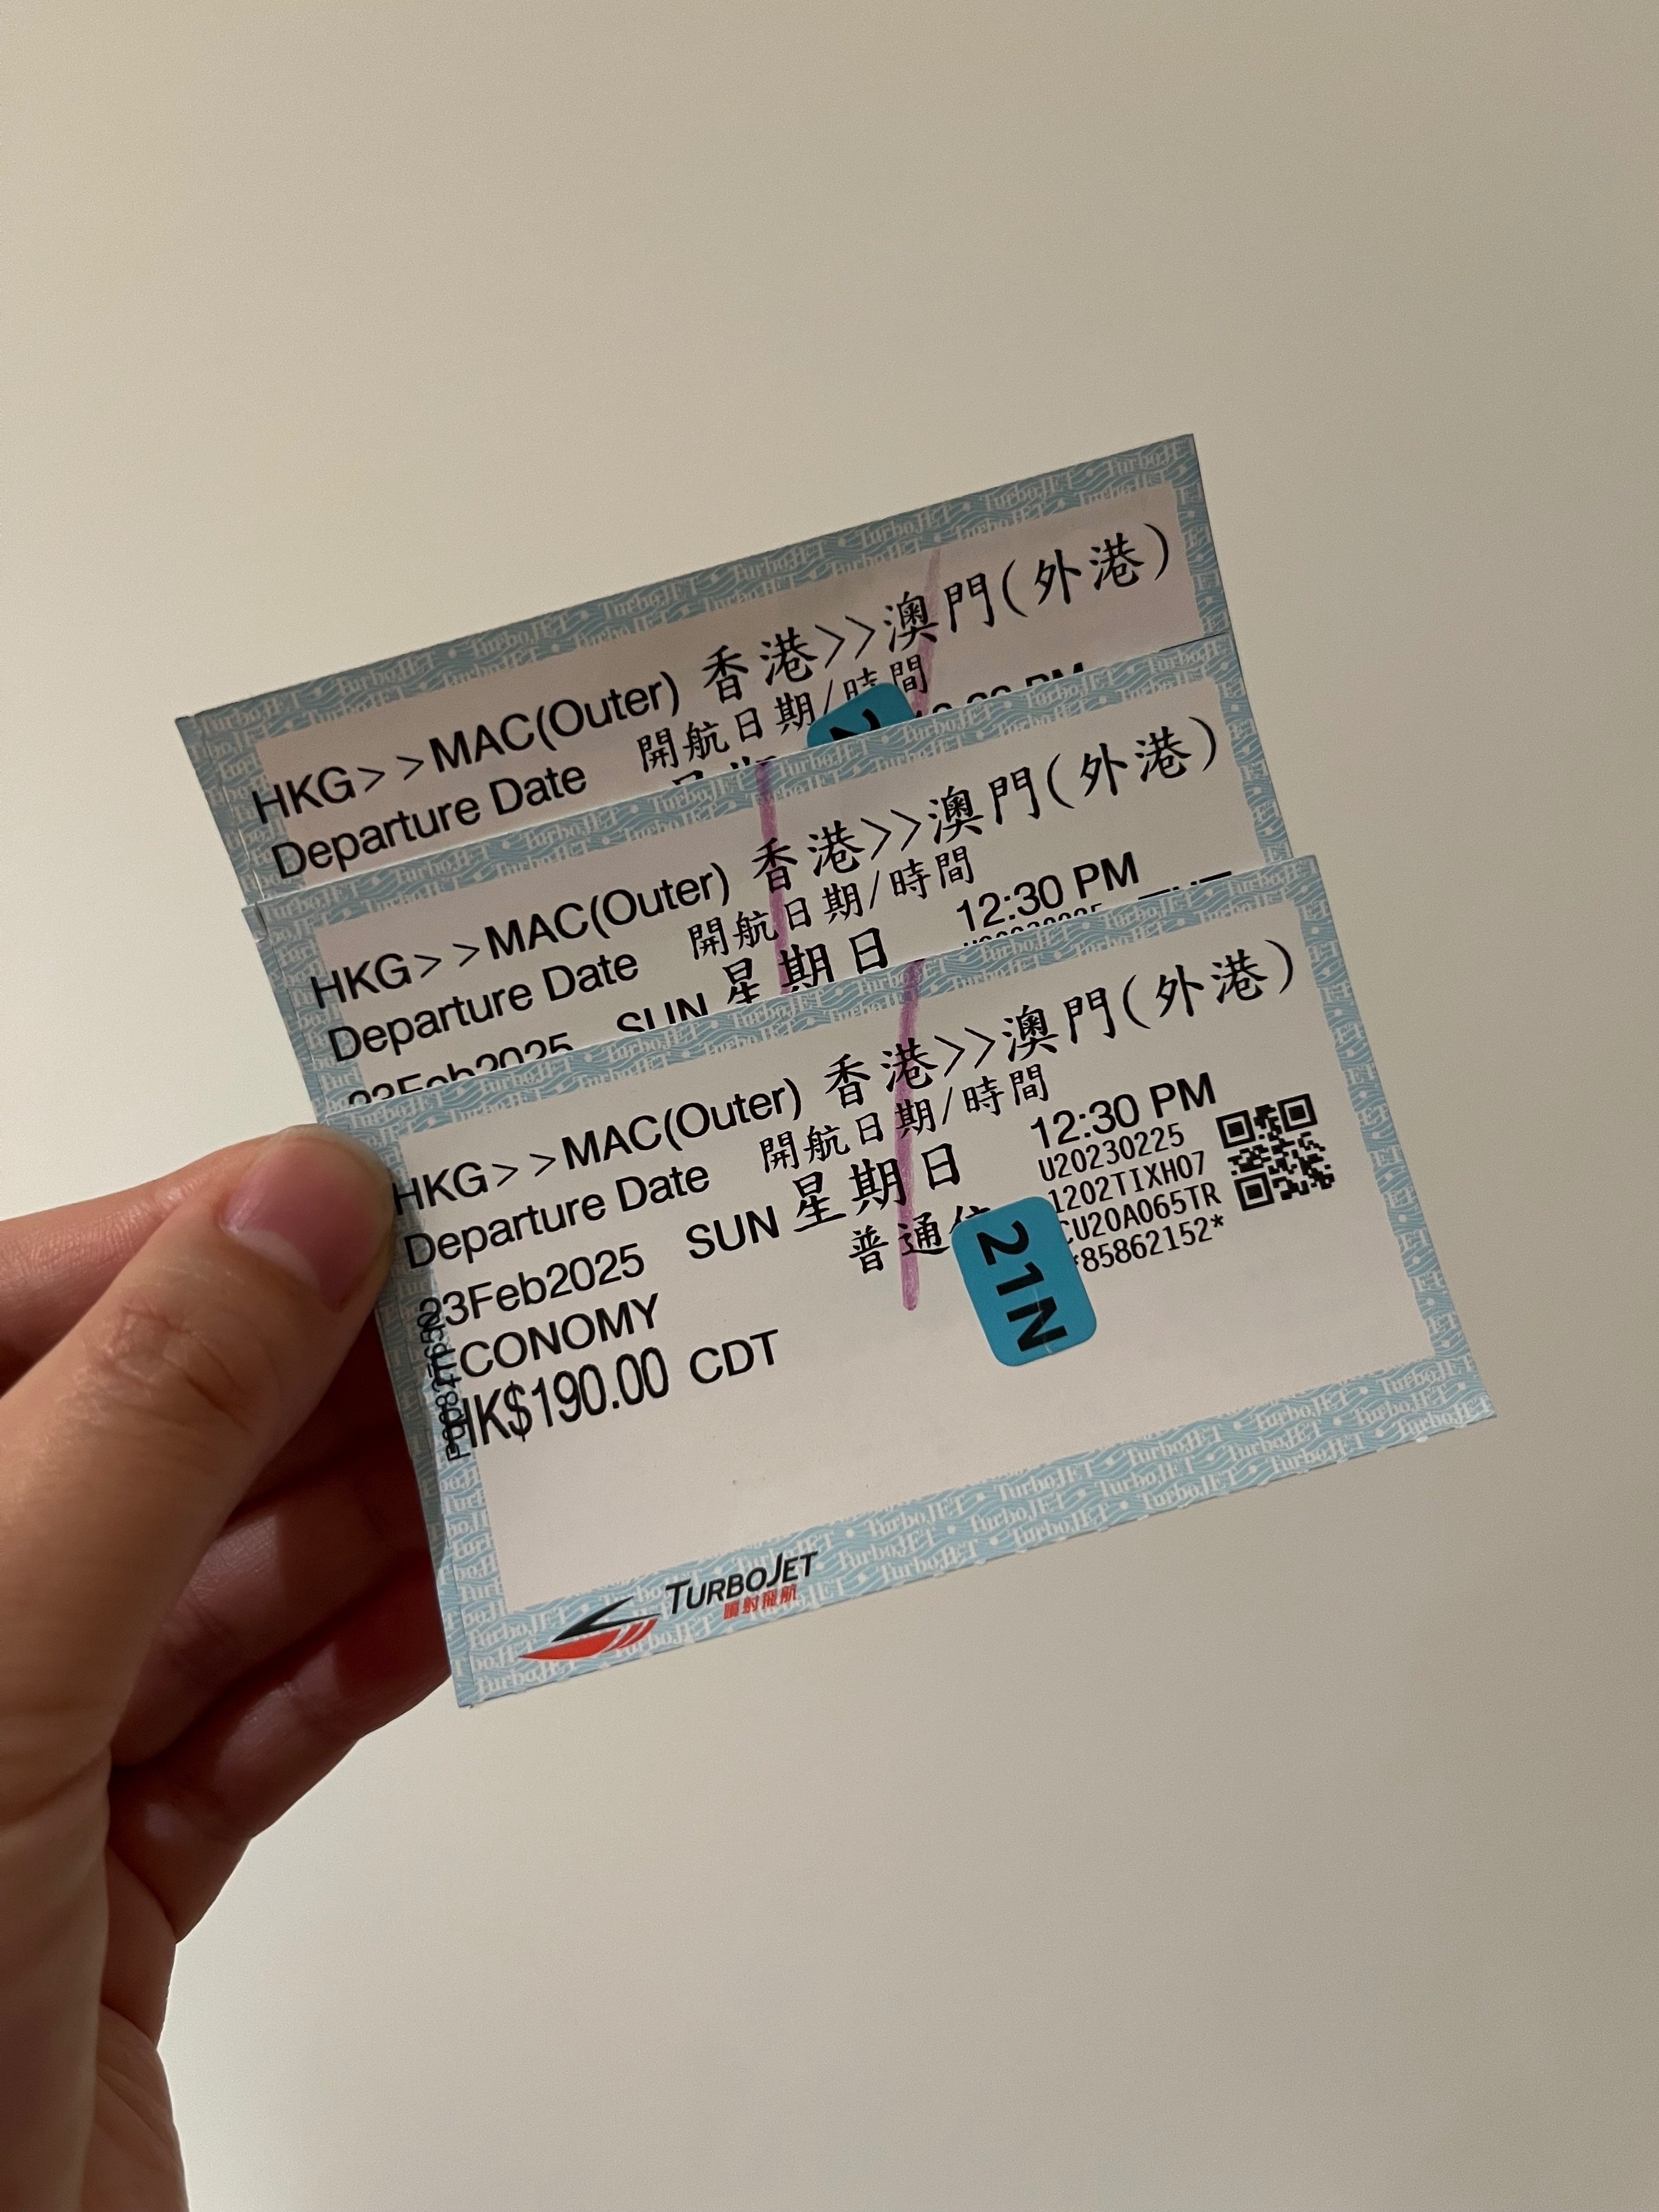 HKG>>MAC(Outer) 香港>>澳門(外港)
Departure Date 開航日期/時間
HKG>>MAC(Outer) 香港>>澳門(外港)
Departure Date 開航日期/時間
23Feb2025 SUN 星期日 12:30 PM
HKG>>MAC(Outer) 香港>>澳門(外港)
Departure Date 開航日期/時間
23Feb2025 SUN 星期日 12:30 PM
U20230225
1202TIXH07
CU20A065TR
*85862152*
ECONOMY 普通
21N
HK$190.00 CDT
TURBOJET
噴射飛航